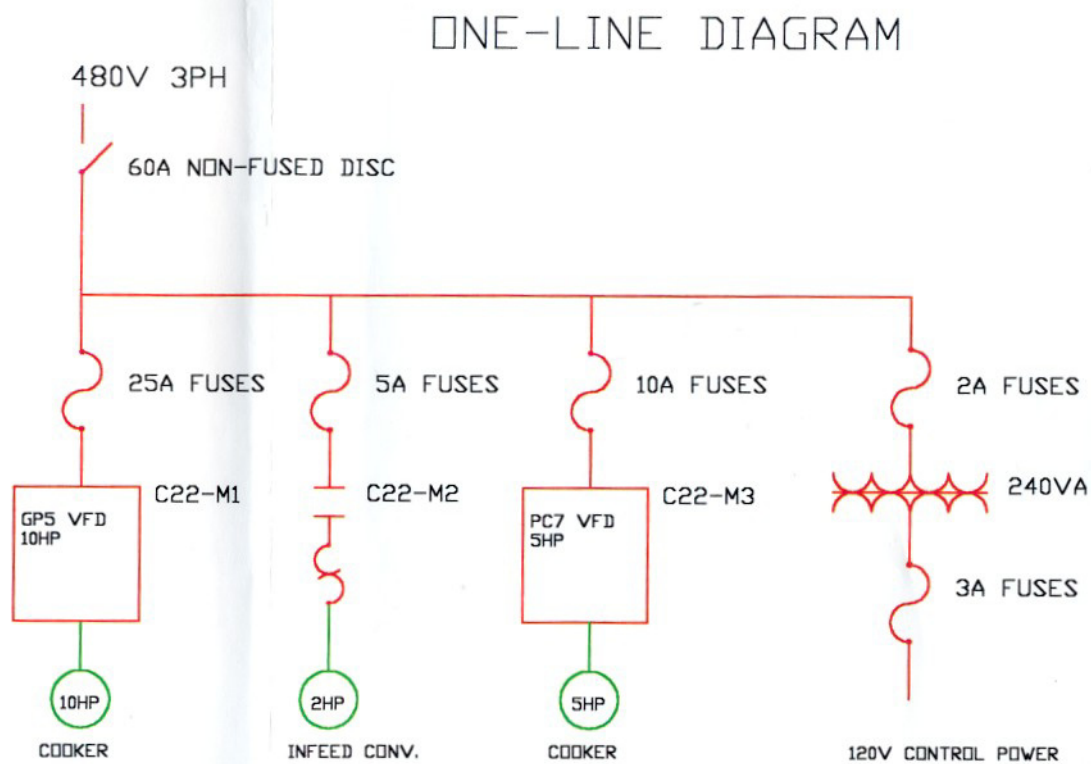 ONE-LINE DIAGRAM
480V 3PH
60A NON-FUSED DISC
25A FUSES
5A FUSES
10A FUSES
2A FUSES
C22-M1
C22-M2
C22-M3
240VA
GP5 VFD
10HP
PC7 VFD
5HP
3A FUSES
10HP
2HP
5HP
COOKER
INFEED CONV.
COOKER
120V CONTROL POWER